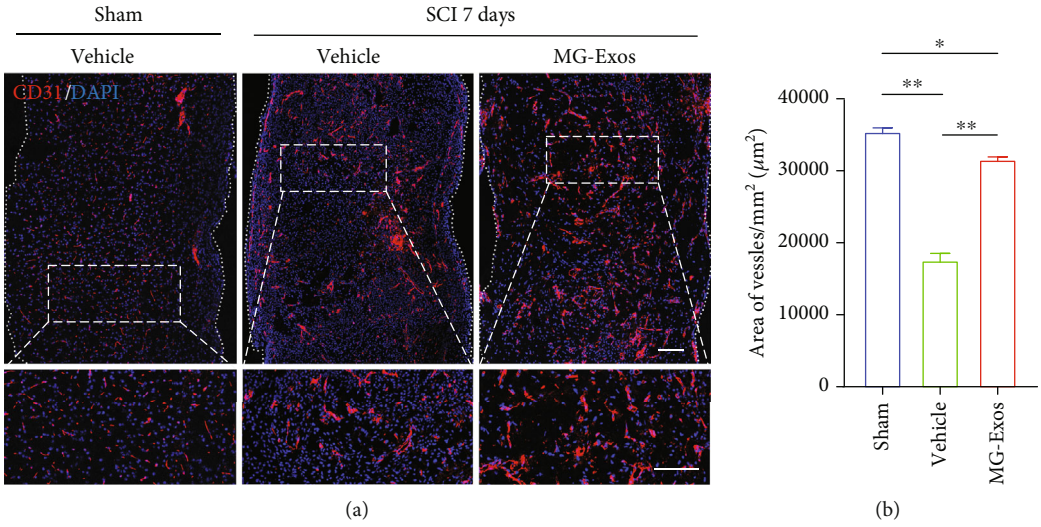 Sham
SCI 7 days
Vehicle
Vehicle
MG-Exos
CD31/DAPI
(a)
*
**
**
Area of vessles/mm² (μm²)
40000
30000
20000
10000
0
Sham
Vehicle
MG-Exos
(b)